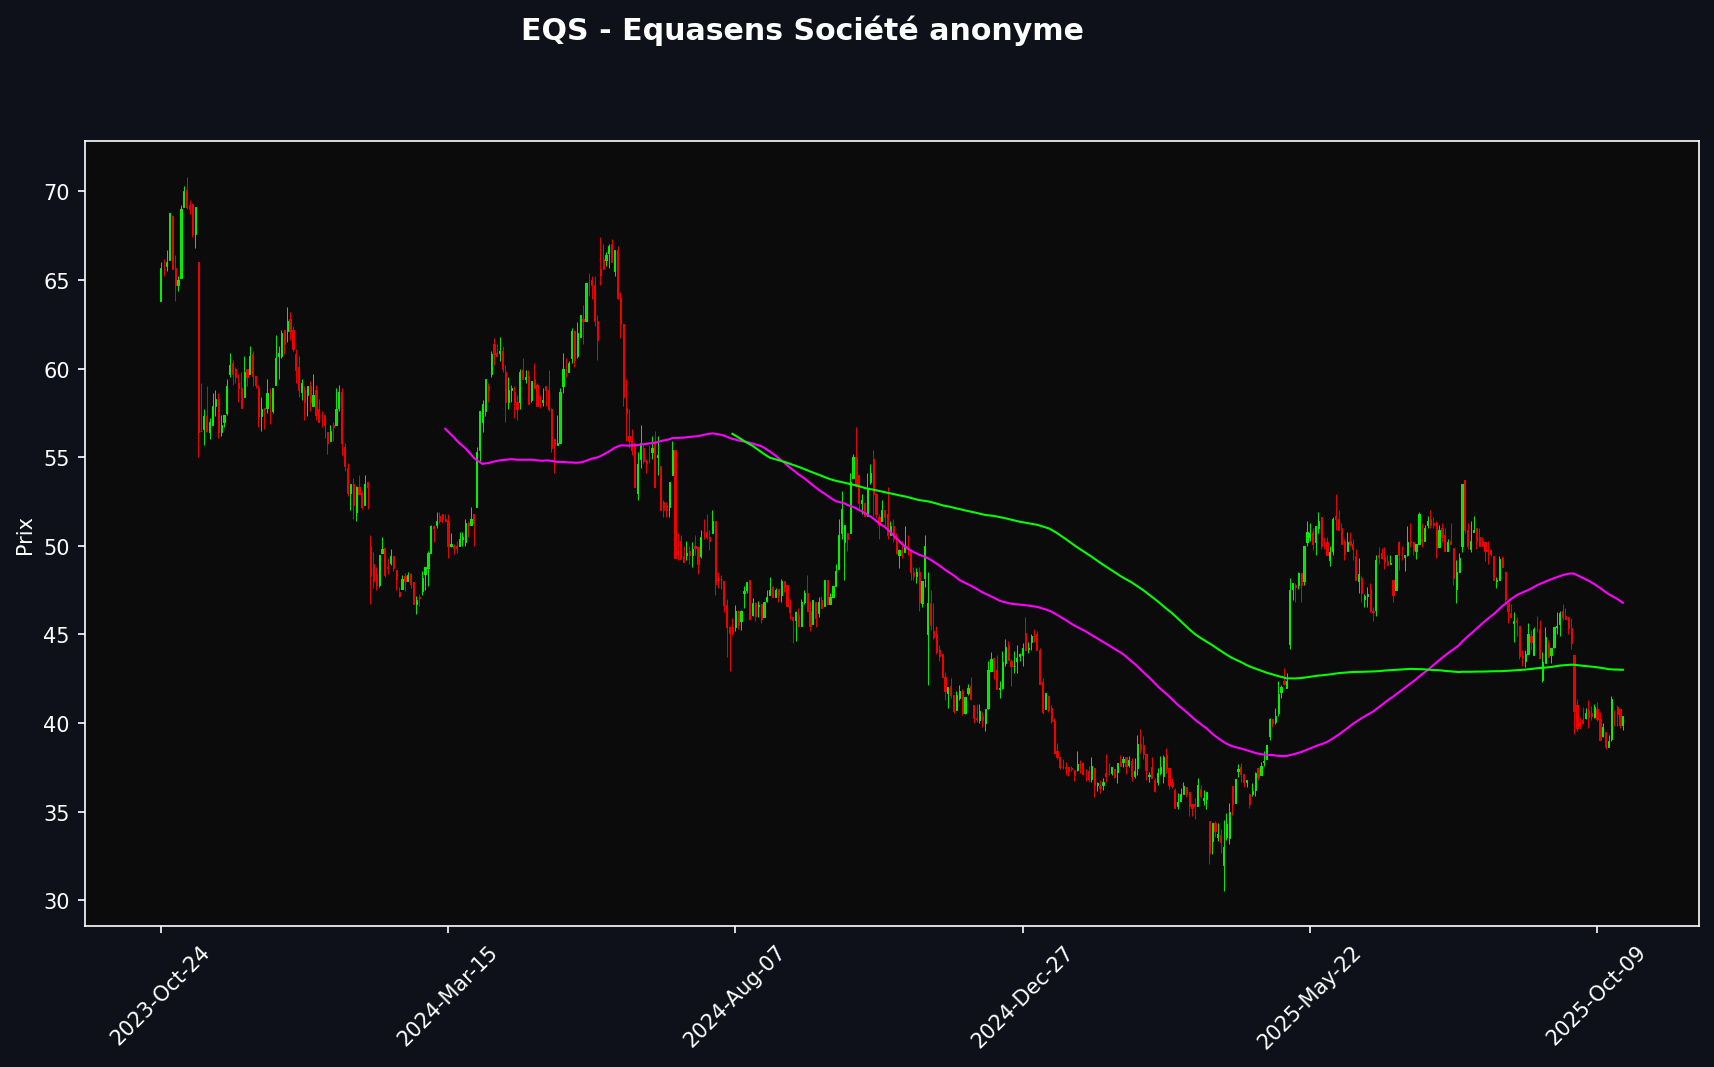 EQS - Equasens Société anonyme
Prix
70
65
60
55
50
45
40
35
30
2023-Oct-24
2024-Mar-15
2024-Aug-07
2024-Dec-27
2025-May-22
2025-Oct-09